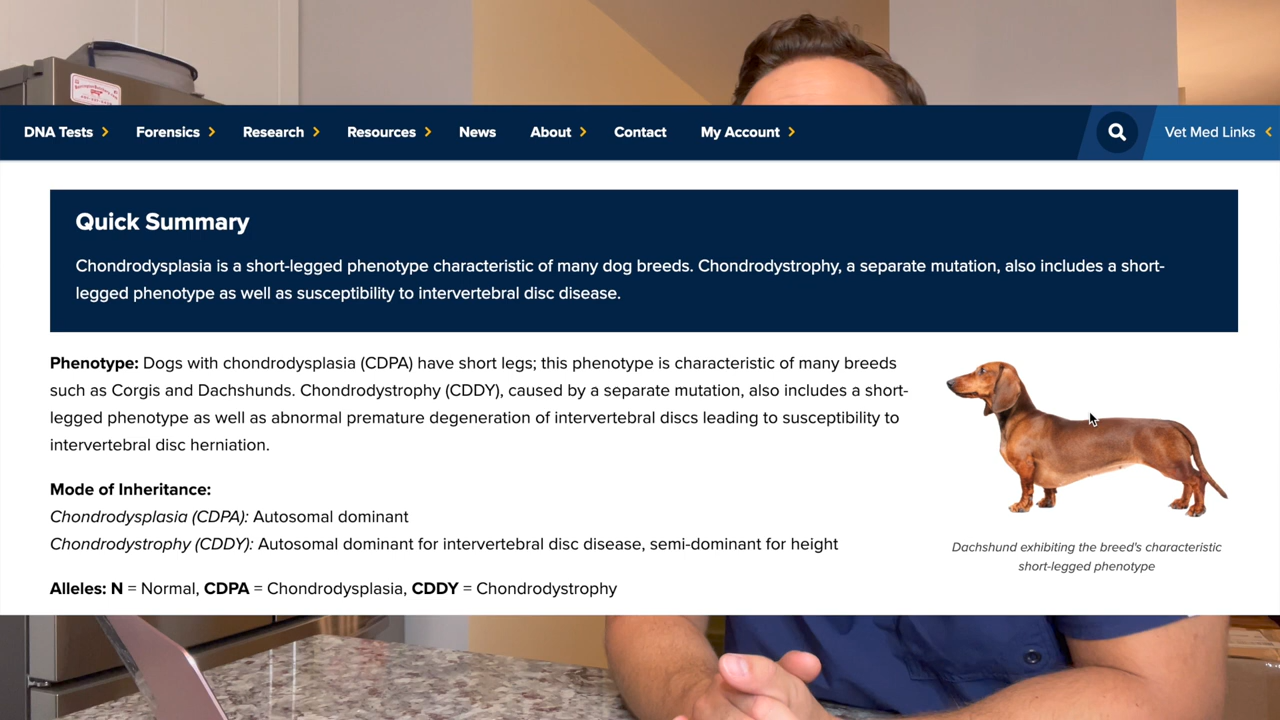 DNA Tests
Forensics
Research
Resources
News
About
Contact
My Account
Vet Med Links
Quick Summary
Chondrodysplasia is a short-legged phenotype characteristic of many dog breeds. Chondrodystrophy, a separate mutation, also includes a short-
legged phenotype as well as susceptibility to intervertebral disc disease.
Phenotype: Dogs with chondrodysplasia (CDPA) have short legs; this phenotype is characteristic of many breeds
such as Corgis and Dachshunds. Chondrodystrophy (CDDY), caused by a separate mutation, also includes a short-
legged phenotype as well as abnormal premature degeneration of intervertebral discs leading to susceptibility to
intervertebral disc herniation.
Mode of Inheritance:
Chondrodysplasia (CDPA): Autosomal dominant
Chondrodystrophy (CDDY): Autosomal dominant for intervertebral disc disease, semi-dominant for height
Alleles: N = Normal, CDPA = Chondrodysplasia, CDDY = Chondrodystrophy
Dachshund exhibiting the breed's characteristic
short-legged phenotype